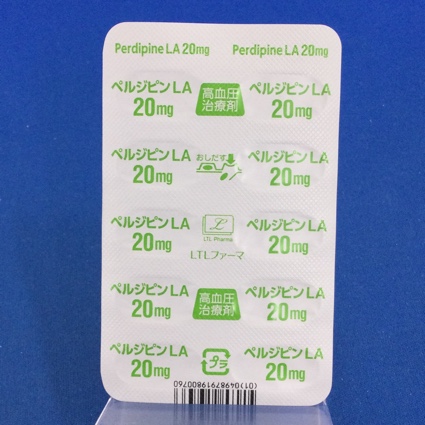 Perdipine LA 20mg Perdipine LA 20mg
ペルジピンLA 高血圧 ペルジピンLA
20mg 治療剤 20mg
ペルジピンLA おしだす ペルジピンLA
20mg 20mg
ペルジピンLA L ペルジピンLA
20mg LTL Pharma 20mg
LTLファーマ
ペルジピンLA 高血圧 ペルジピンLA
20mg 治療剤 20mg
ペルジピンLA プラ ペルジピンLA
20mg 20mg
(01)04987919800760